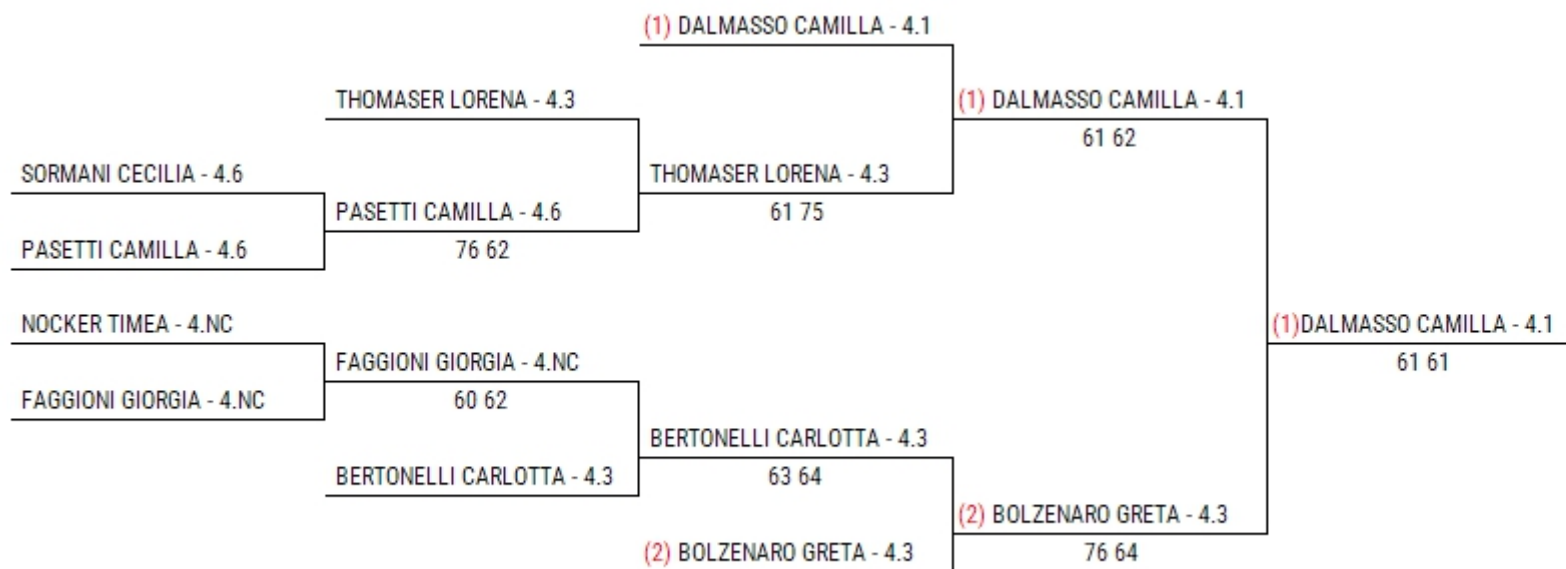 (1) DALMASSO CAMILLA - 4.1
THOMASER LORENA - 4.3
(1) DALMASSO CAMILLA - 4.1
61 62
SORMANI CECILIA - 4.6
THOMASER LORENA - 4.3
61 75
PASETTI CAMILLA - 4.6
76 62
PASETTI CAMILLA - 4.6
NOCKER TIMEA - 4.NC
(1)DALMASSO CAMILLA - 4.1
61 61
FAGGIONI GIORGIA - 4.NC
60 62
FAGGIONI GIORGIA - 4.NC
BERTONELLI CARLOTTA - 4.3
63 64
BERTONELLI CARLOTTA - 4.3
(2) BOLZENARO GRETA - 4.3
76 64
(2) BOLZENARO GRETA - 4.3